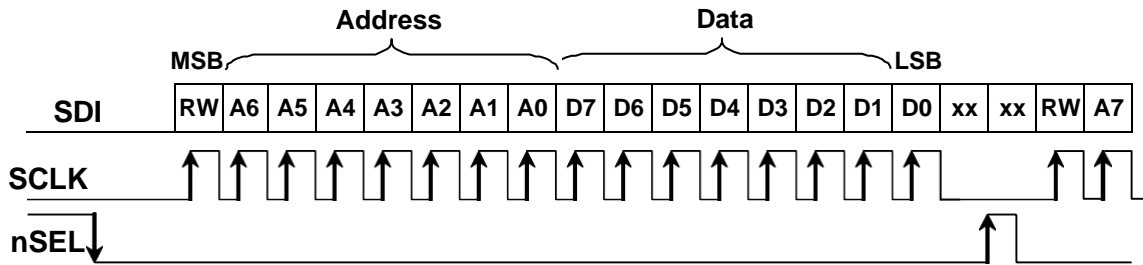 Address Data
MSB LSB
SDI RW A6 A5 A4 A3 A2 A1 A0 D7 D6 D5 D4 D3 D2 D1 D0 xx xx RW A7
SCLK
nSEL